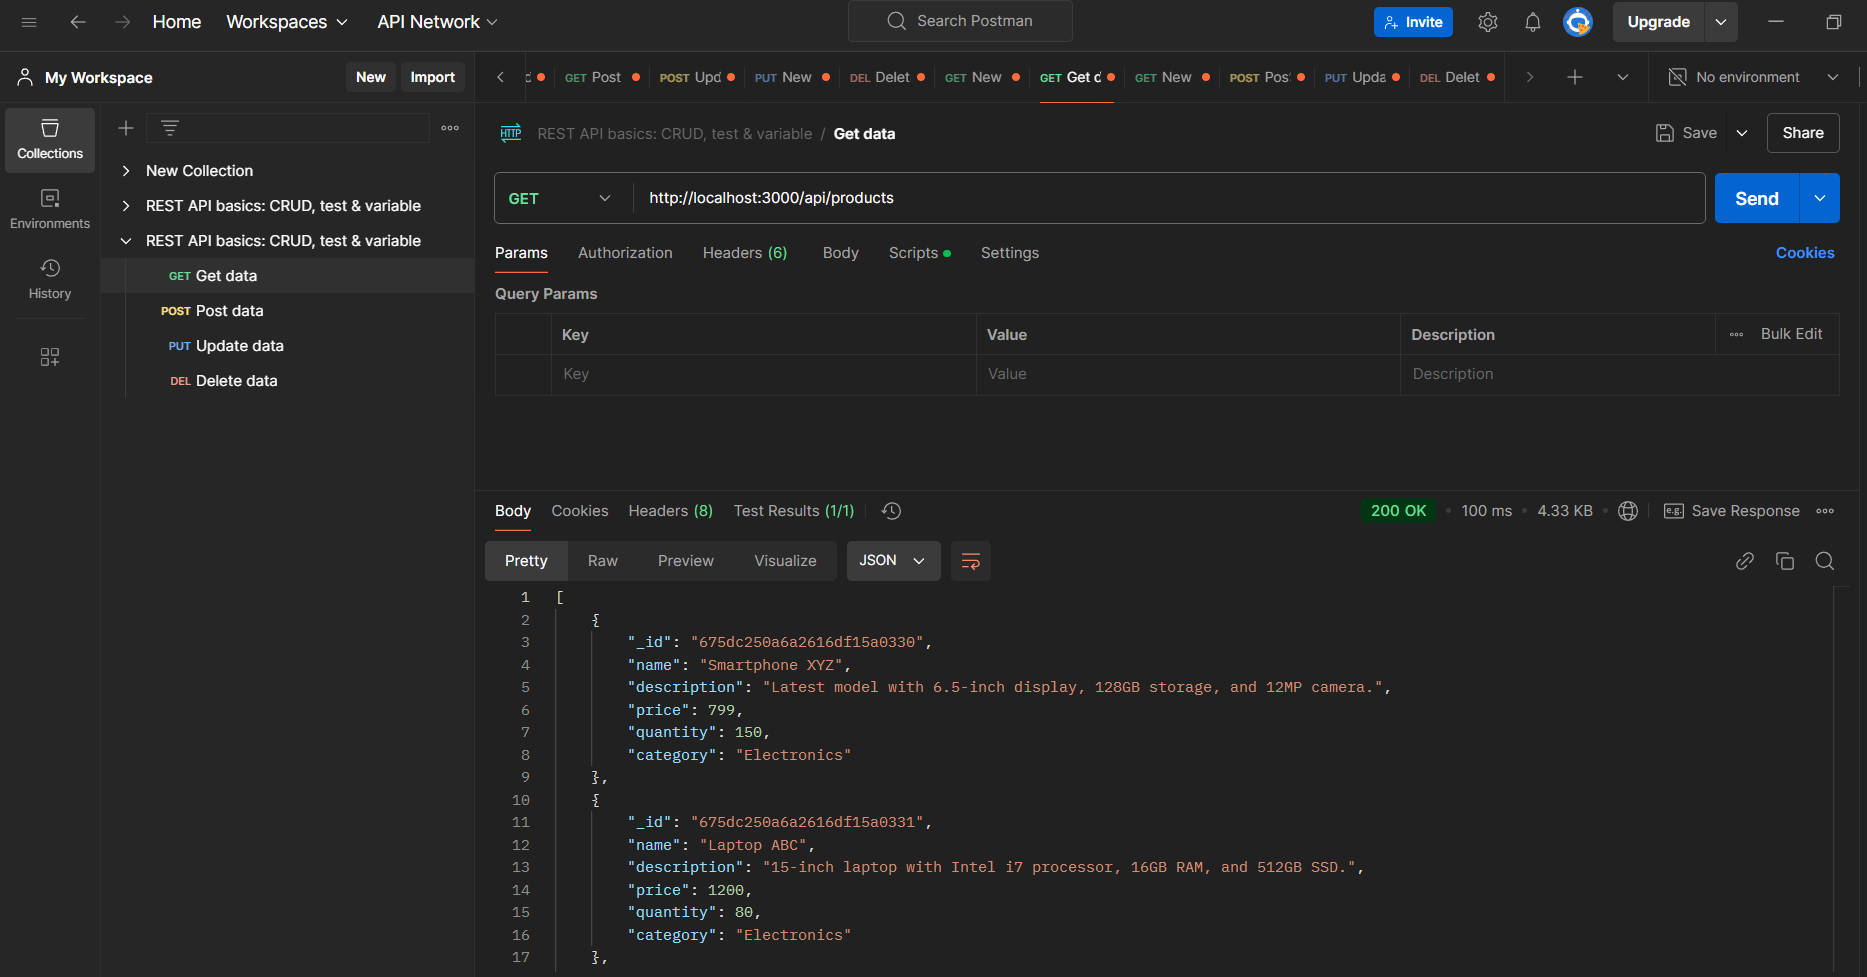 Home Workspaces API Network Search Postman Invite Upgrade
My Workspace New Import GET Post POST Upd PUT New DEL Delet GET New GET Get d GET New POST Pos PUT Upda DEL Delet No environment
Collections
Environments
History
New Collection
REST API basics: CRUD, test & variable
REST API basics: CRUD, test & variable
GET Get data
POST Post data
PUT Update data
DEL Delete data
HTTP REST API basics: CRUD, test & variable / Get data Save Share
GET http://localhost:3000/api/products Send
Params Authorization Headers (6) Body Scripts Settings Cookies
Query Params
Key Value Description Bulk Edit
Key Value Description
Body Cookies Headers (8) Test Results (1/1) 200 OK 100 ms 4.33 KB e.g. Save Response
Pretty Raw Preview Visualize JSON
1 [
2 {
3 "_id": "675dc250a6a2616df15a0330",
4 "name": "Smartphone XYZ",
5 "description": "Latest model with 6.5-inch display, 128GB storage, and 12MP camera.",
6 "price": 799,
7 "quantity": 150,
8 "category": "Electronics"
9 },
10 {
11 "_id": "675dc250a6a2616df15a0331",
12 "name": "Laptop ABC",
13 "description": "15-inch laptop with Intel i7 processor, 16GB RAM, and 512GB SSD.",
14 "price": 1200,
15 "quantity": 80,
16 "category": "Electronics"
17 },